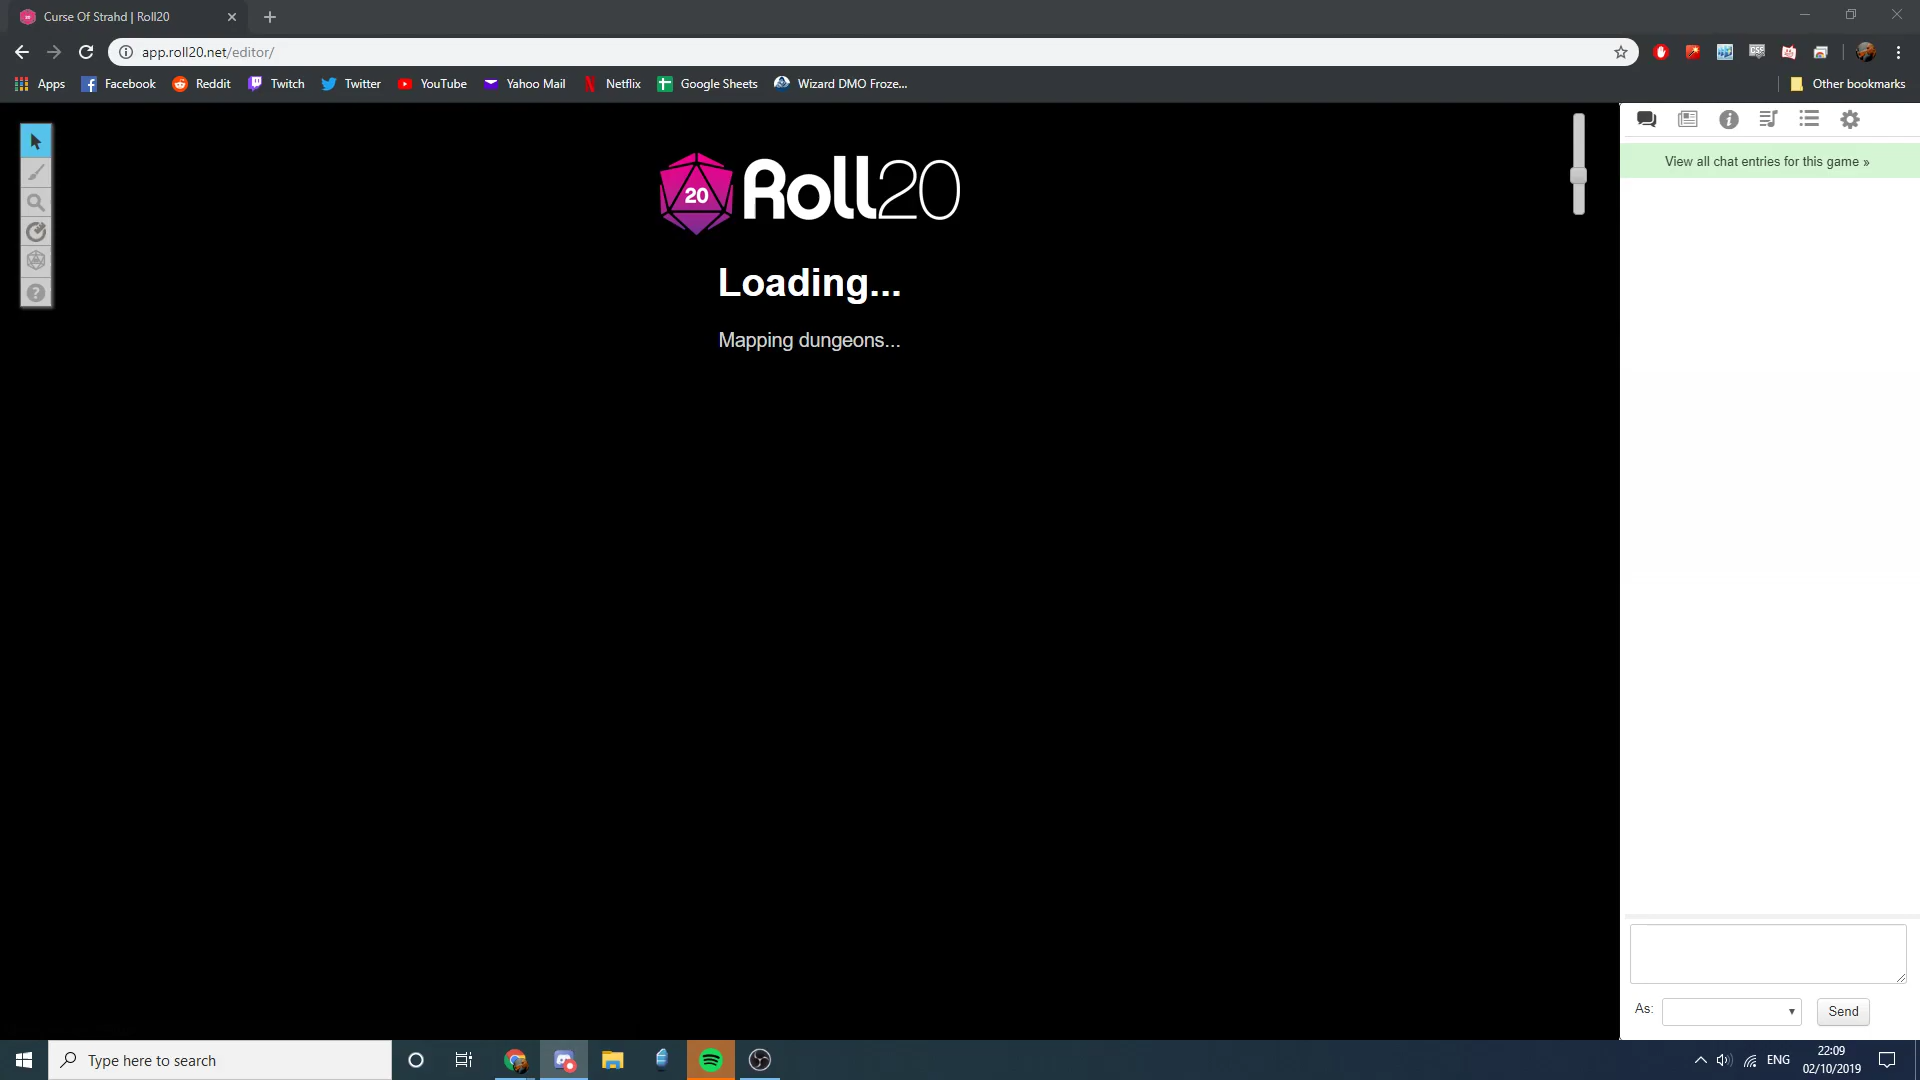 Curse Of Strahd | Roll20
app.roll20.net/editor/
Apps Facebook Reddit Twitch Twitter YouTube Yahoo Mail Netflix Google Sheets Wizard DMO Froze... Other bookmarks
20 Roll20
View all chat entries for this game »
Loading...
Mapping dungeons...
As:
Send
Type here to search
ENG
22:09
02/10/2019